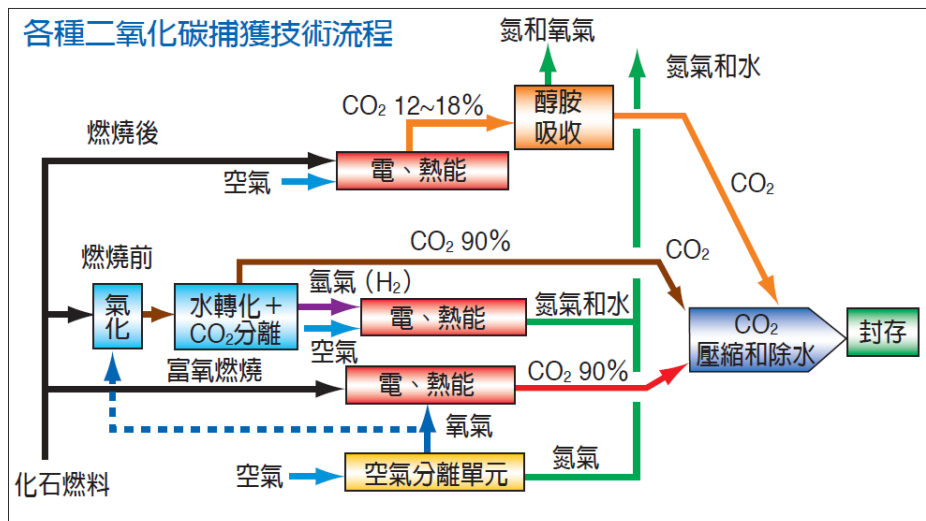 各種二氧化碳捕獲技術流程
氮和氧氣
氮氣和水
CO₂ 12~18%
醇胺
吸收
燃燒後
空氣
電、熱能
CO₂
燃燒前
CO₂ 90%
CO₂
氣化
水轉化+
CO₂分離
氫氣(H₂)
空氣
電、熱能
氮氣和水
CO₂
壓縮和除水
封存
富氧燃燒
電、熱能
CO₂ 90%
氧氣
氮氣
空氣
空氣分離單元
化石燃料